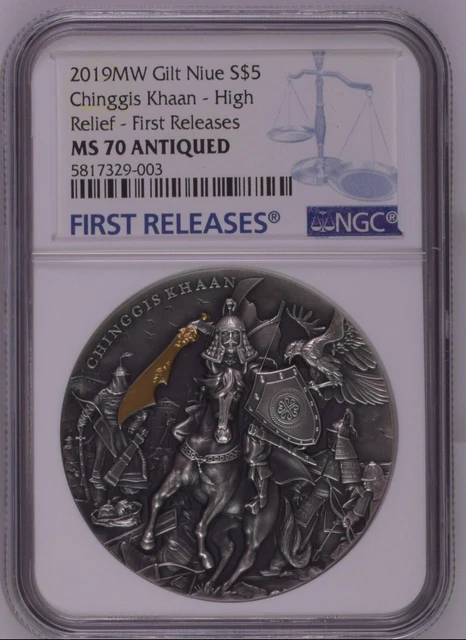 2019MW Gilt Niue S$5
Chinggis Khaan - High
Relief - First Releases
MS 70 ANTIQUED
5817329-003
FIRST RELEASES®
NGC®
CHINGGIS KHAAN